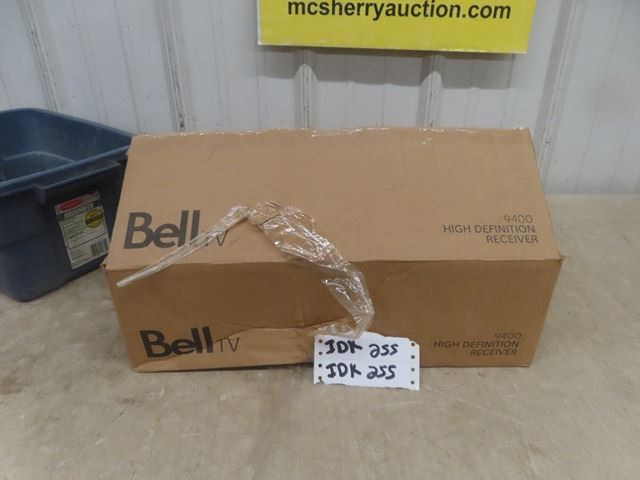 mcsherryauction.com
Bell TV
9400
HIGH DEFINITION
RECEIVER
Bell TV
9400
HIGH DEFINITION
RECEIVER
JDK 255
JDK 255